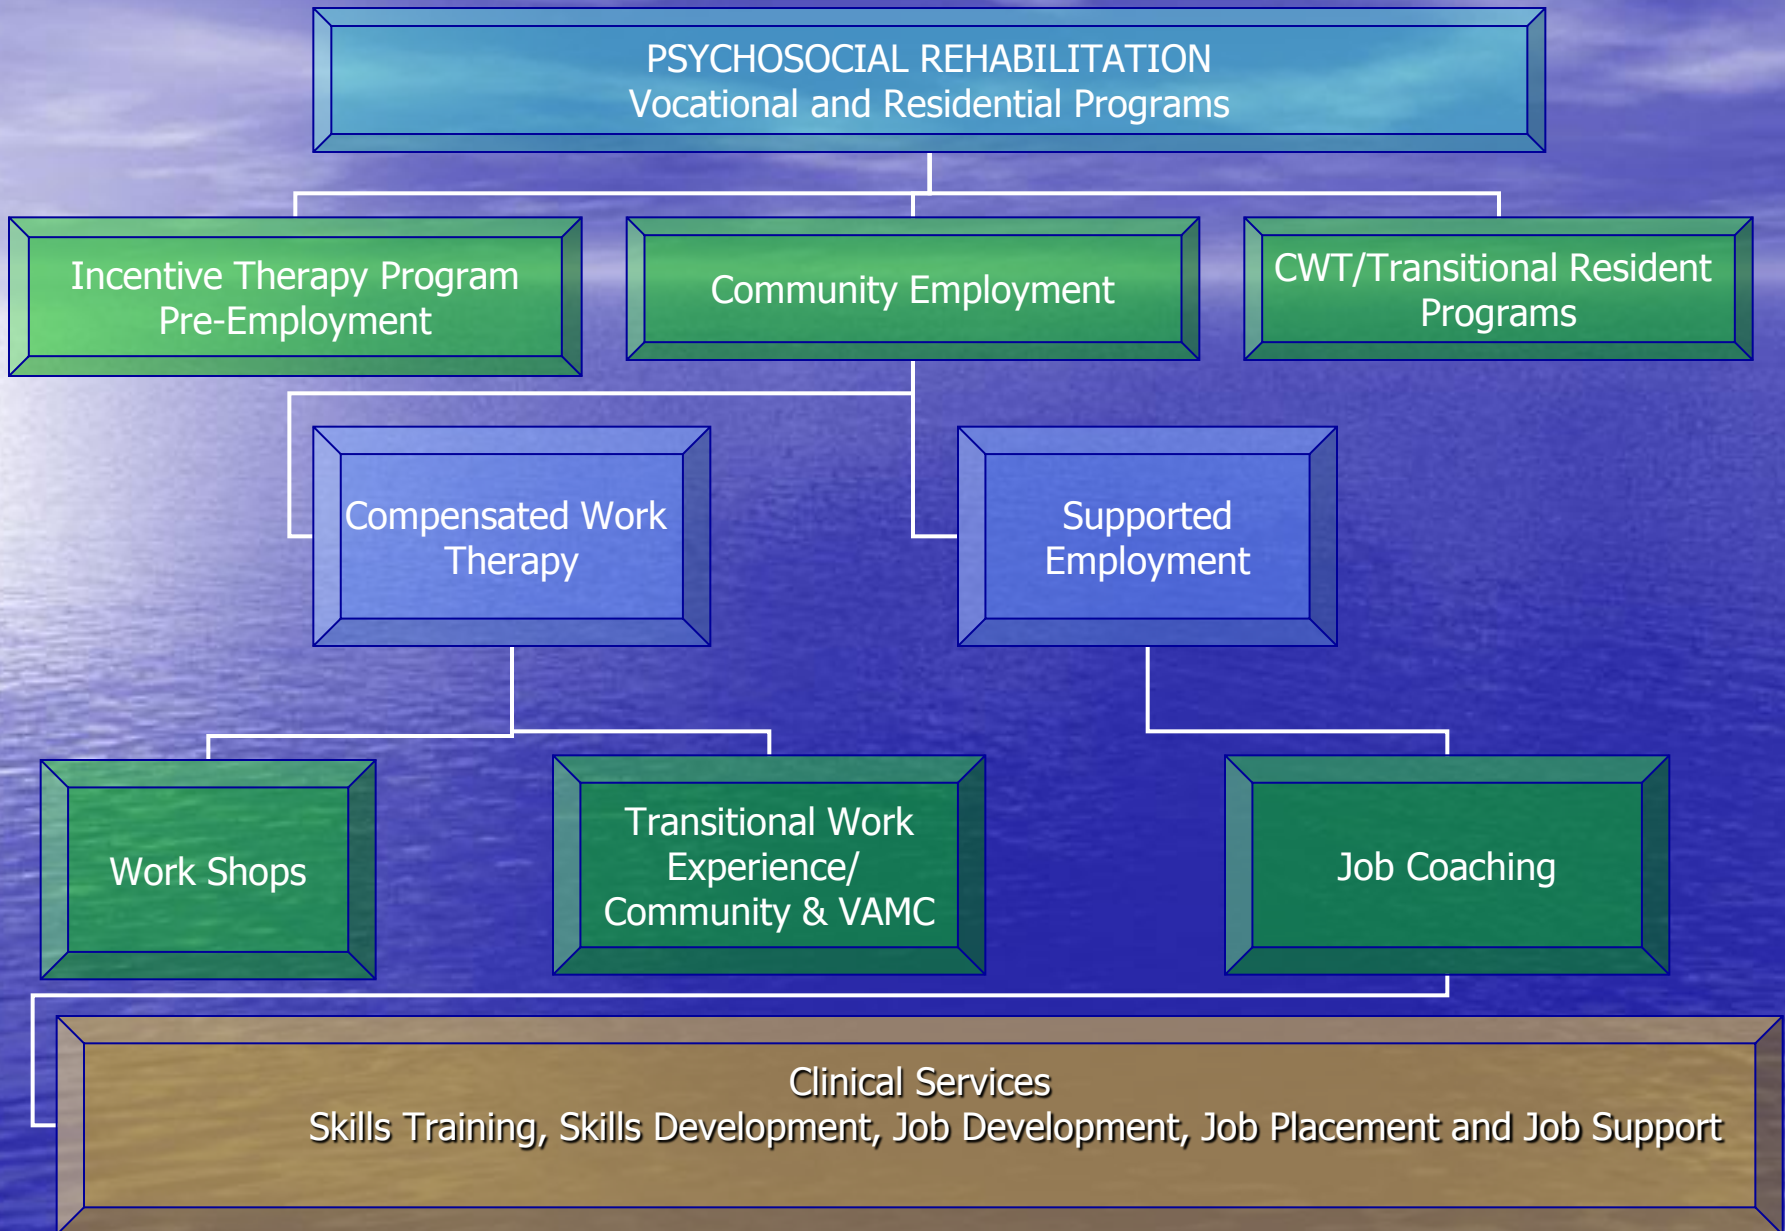 PSYCHOSOCIAL REHABILITATION
Vocational and Residential Programs
Incentive Therapy Program
Pre-Employment
Community Employment
CWT/Transitional Resident
Programs
Compensated Work
Therapy
Supported
Employment
Work Shops
Transitional Work
Experience/
Community & VAMC
Job Coaching
Clinical Services
Skills Training, Skills Development, Job Development, Job Placement and Job Support